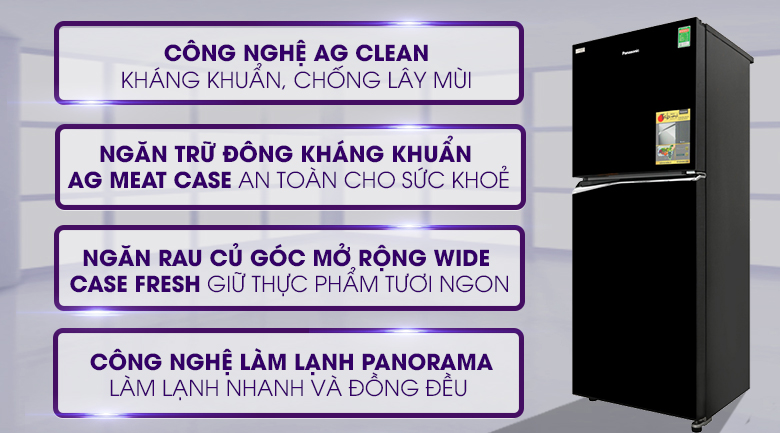 CÔNG NGHỆ AG CLEAN
KHÁNG KHUẨN, CHỐNG LÂY MÙI
NGĂN TRỮ ĐÔNG KHÁNG KHUẨN
AG MEAT CASE AN TOÀN CHO SỨC KHOẺ
NGĂN RAU CỦ GÓC MỞ RỘNG WIDE
CASE FRESH GIỮ THỰC PHẨM TƯƠI NGON
CÔNG NGHỆ LÀM LẠNH PANORAMA
LÀM LẠNH NHANH VÀ ĐỒNG ĐỀU
Panasonic